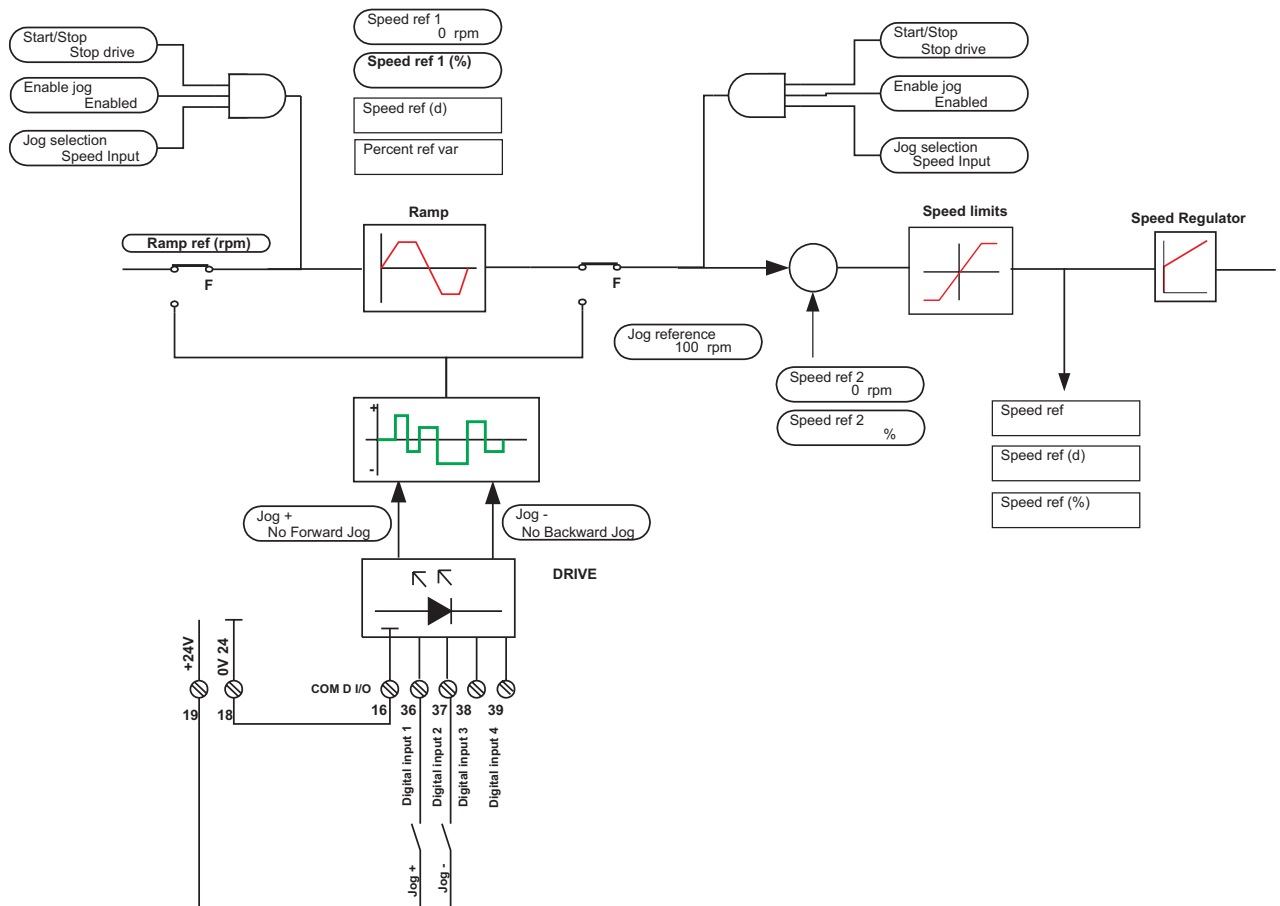 Start/Stop
Stop drive
Enable jog
Enabled
Jog selection
Speed Input
Speed ref 1
0 rpm
Speed ref 1 (%)
Speed ref (d)
Percent ref var
Start/Stop
Stop drive
Enable jog
Enabled
Jog selection
Speed Input
Ramp ref (rpm)
F
Ramp
F
Speed limits
Speed Regulator
Jog reference
100 rpm
Speed ref 2
0 rpm
Speed ref 2
%
Speed ref
Speed ref (d)
Speed ref (%)
+
-
Jog +
No Forward Jog
Jog -
No Backward Jog
DRIVE
+24V
0V 24
COM D I/O
19
18
16
36
37
38
39
Digital input 1
Digital input 2
Digital input 3
Digital input 4
Jog +
Jog -